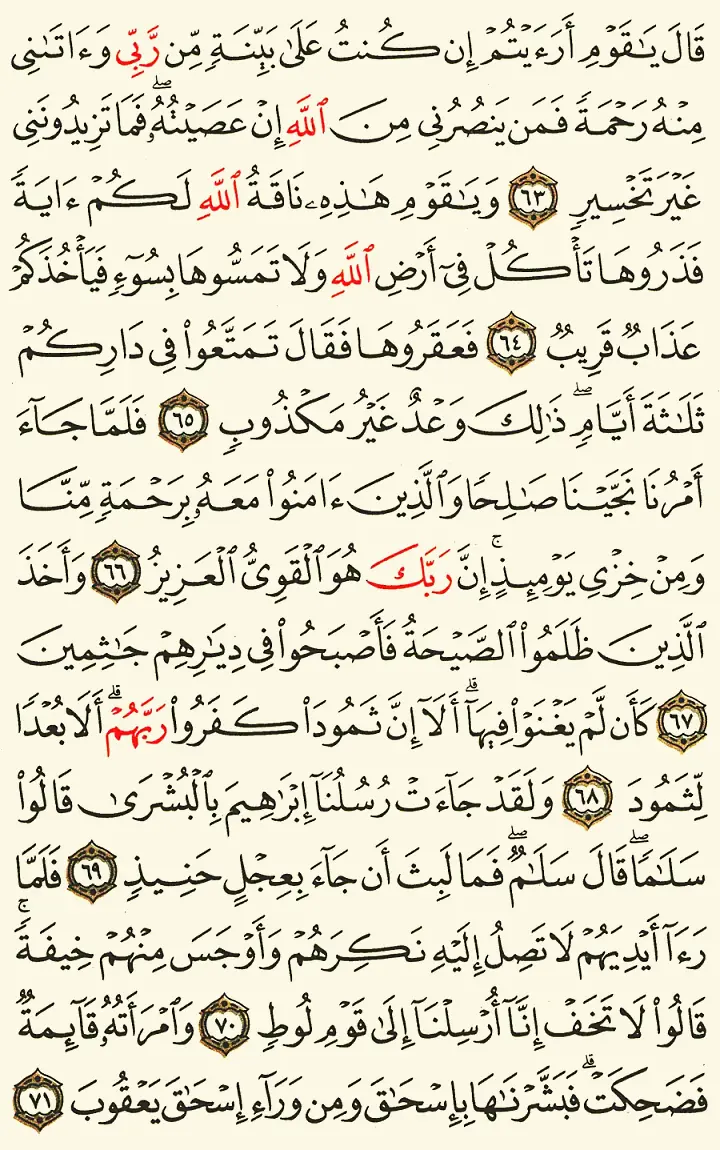 قَالَ يَـٰقَوْمِ أَرَءَيْتُمْ إِن كُنتُ عَلَىٰ بَيِّنَةٍ مِّن رَّبِّى وَءَاتَىٰنِى
مِنْهُ رَحْمَةً فَمَن يَنصُرُنِى مِنَ ٱللَّهِ إِنْ عَصَيْتُهُۥ ۖ فَمَا تَزِيدُونَنِى
غَيْرَ تَخْسِيرٍ ٦٣ وَيَـٰقَوْمِ هَـٰذِهِۦ نَاقَةُ ٱللَّهِ لَكُمْ ءَايَةً
فَذَرُوهَا تَأْكُلْ فِىٓ أَرْضِ ٱللَّهِ وَلَا تَمَسُّوهَا بِسُوٓءٍ فَيَأْخُذَكُمْ
عَذَابٌ قَرِيبٌ ٦٤ فَعَقَرُوهَا فَقَالَ تَمَتَّعُوا۟ فِى دَارِكُمْ
ثَلَـٰثَةَ أَيَّامٍ ۖ ذَٰلِكَ وَعْدٌ غَيْرُ مَكْذُوبٍ ٦٥ فَلَمَّا جَآءَ
أَمْرُنَا نَجَّيْنَا صَـٰلِحًا وَٱلَّذِينَ ءَامَنُوا۟ مَعَهُۥ بِرَحْمَةٍ مِّنَّا
وَمِنْ خِزْىِ يَوْمِئِذٍ ۗ إِنَّ رَبَّكَ هُوَ ٱلْقَوِىُّ ٱلْعَزِيزُ ٦٦ وَأَخَذَ
ٱلَّذِينَ ظَلَمُوا۟ ٱلصَّيْحَةُ فَأَصْبَحُوا۟ فِى دِيَـٰرِهِمْ جَـٰثِمِينَ
٦٧ كَأَن لَّمْ يَغْنَوْا۟ فِيهَآ ۗ أَلَآ إِنَّ ثَمُودَا۟ كَفَرُوا۟ رَبَّهُمْ ۗ أَلَا بُعْدًا
لِّثَمُودَ ٦٨ وَلَقَدْ جَآءَتْ رُسُلُنَآ إِبْرَٰهِيمَ بِٱلْبُشْرَىٰ قَالُوا۟
سَلَـٰمًا ۖ قَالَ سَلَـٰمٌ ۖ فَمَا لَبِثَ أَن جَآءَ بِعِجْلٍ حَنِيذٍ ٦٩ فَلَمَّا
رَءَآ أَيْدِيَهُمْ لَا تَصِلُ إِلَيْهِ نَكِرَهُمْ وَأَوْجَسَ مِنْهُمْ خِيفَةً ۚ
قَالُوا۟ لَا تَخَفْ إِنَّآ أُرْسِلْنَآ إِلَىٰ قَوْمِ لُوطٍ ٧٠ وَٱمْرَأَتُهُۥ قَآئِمَةٌ
فَضَحِكَتْ ۗ فَبَشَّرْنَـٰهَا بِإِسْحَـٰقَ وَمِن وَرَآءِ إِسْحَـٰقَ يَعْقُوبَ ٧١